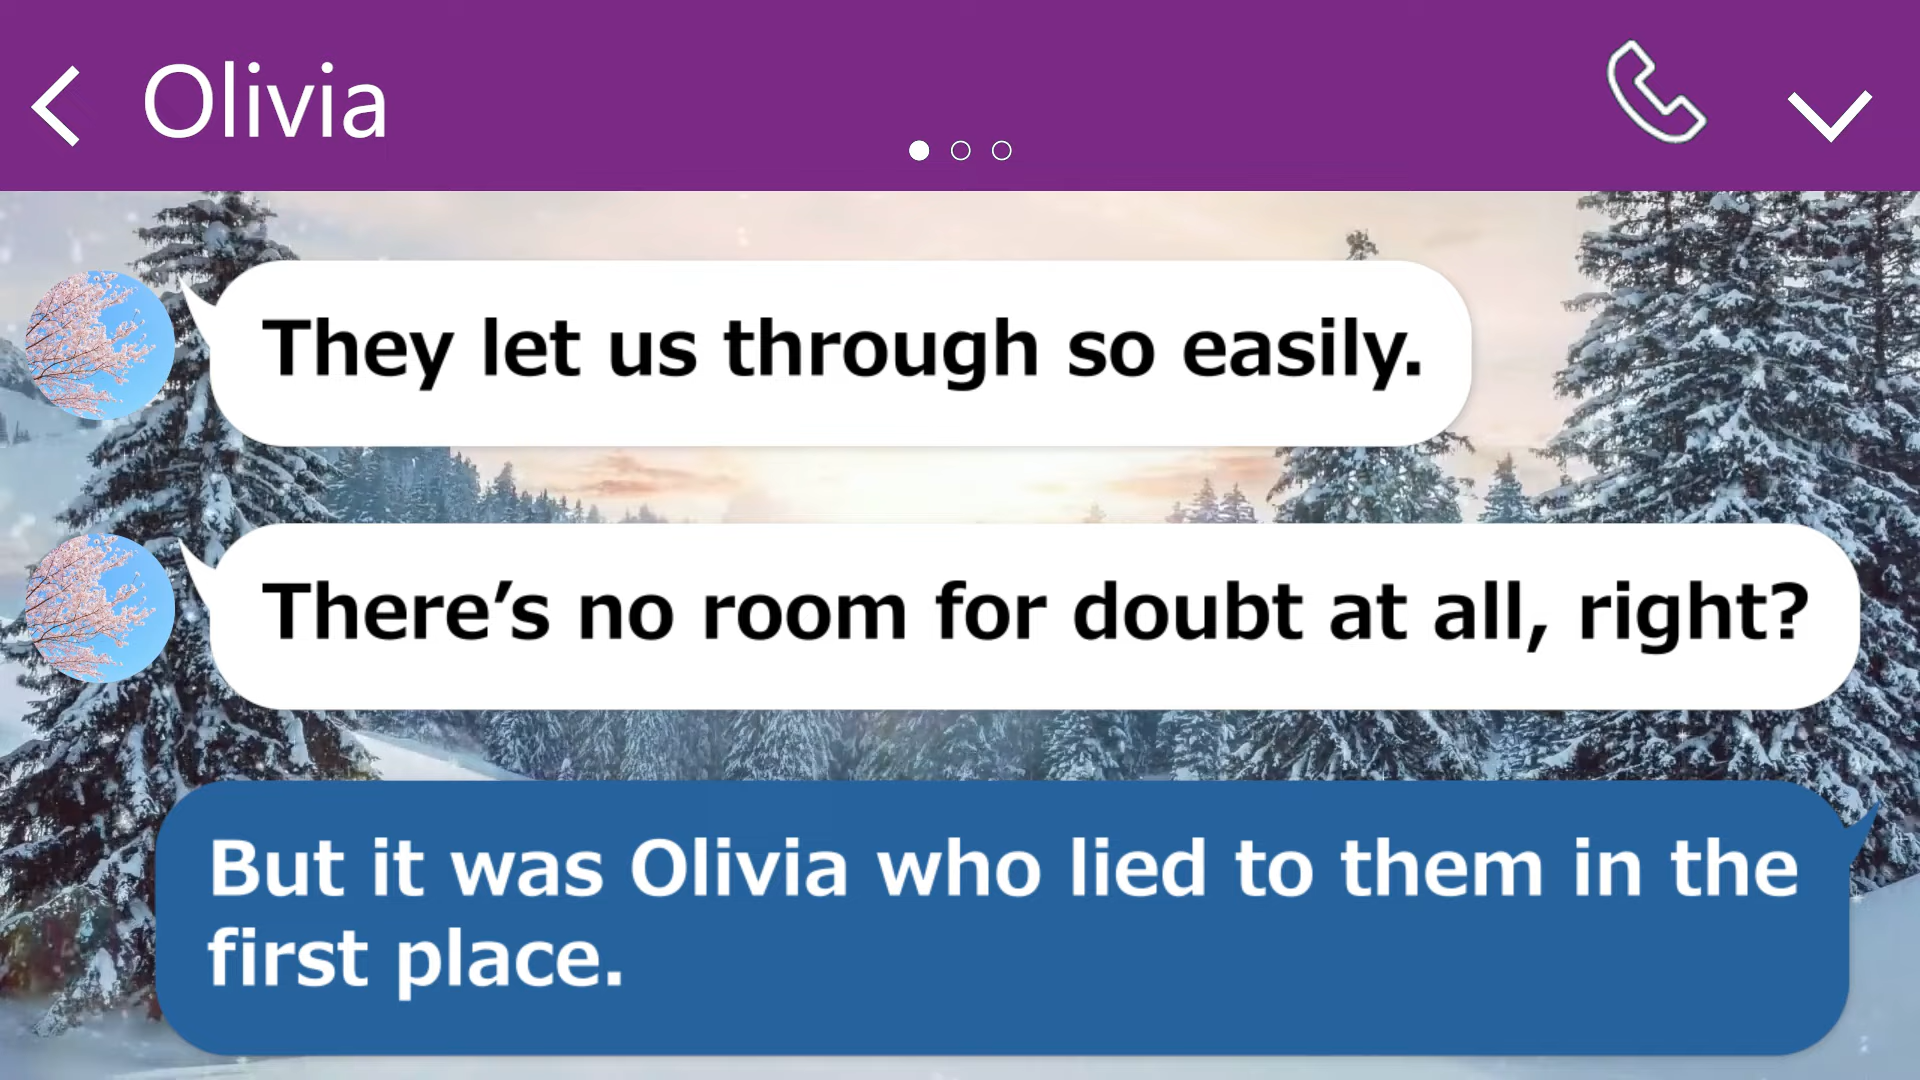 Olivia
They let us through so easily.
There’s no room for doubt at all, right?
But it was Olivia who lied to them in the
first place.